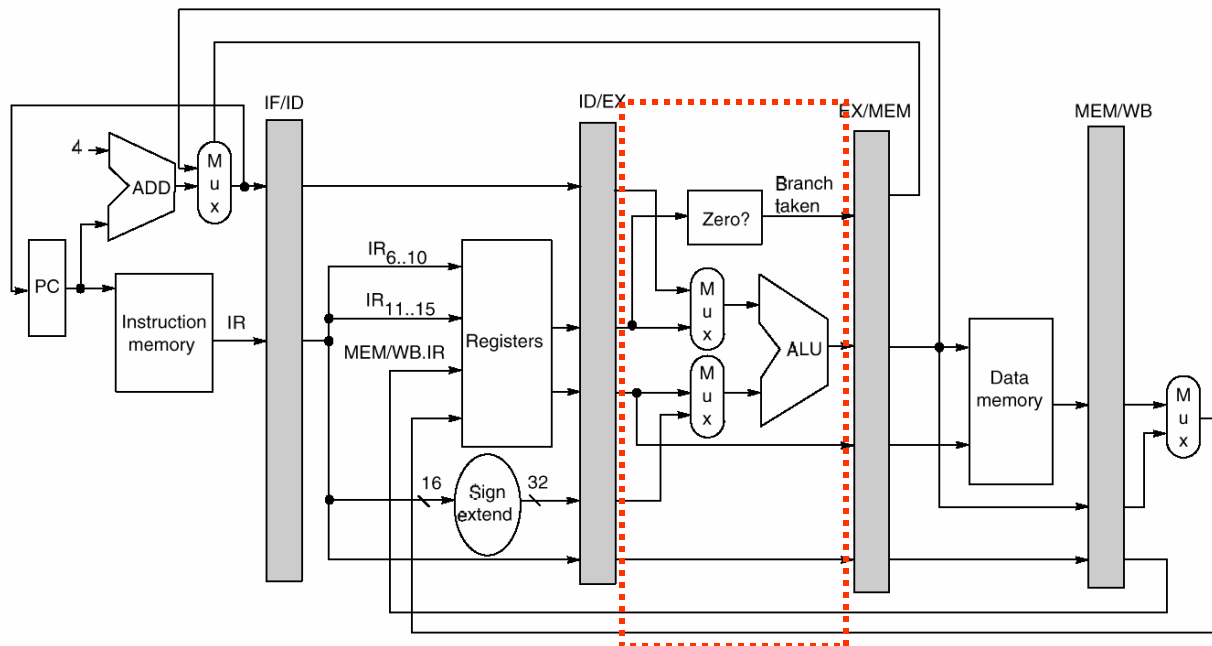 IF/ID
ID/EX
EX/MEM
MEM/WB
4
ADD
M
u
x
Branch
taken
Zero?
PC
Instruction
memory
IR
IR6..10
IR11..15
MEM/WB.IR
Registers
M
u
x
M
u
x
ALU
Data
memory
M
u
x
16
Sign
extend
32